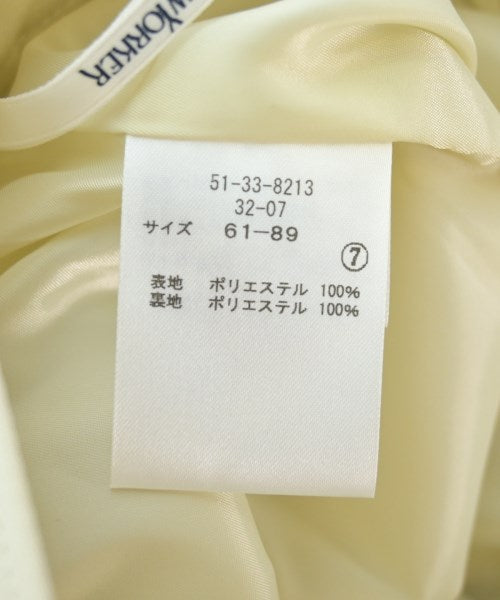 WYORKER
51-33-8213
32-07
サイズ 61-89
⑦
表地 ポリエステル 100%
裏地 ポリエステル 100%